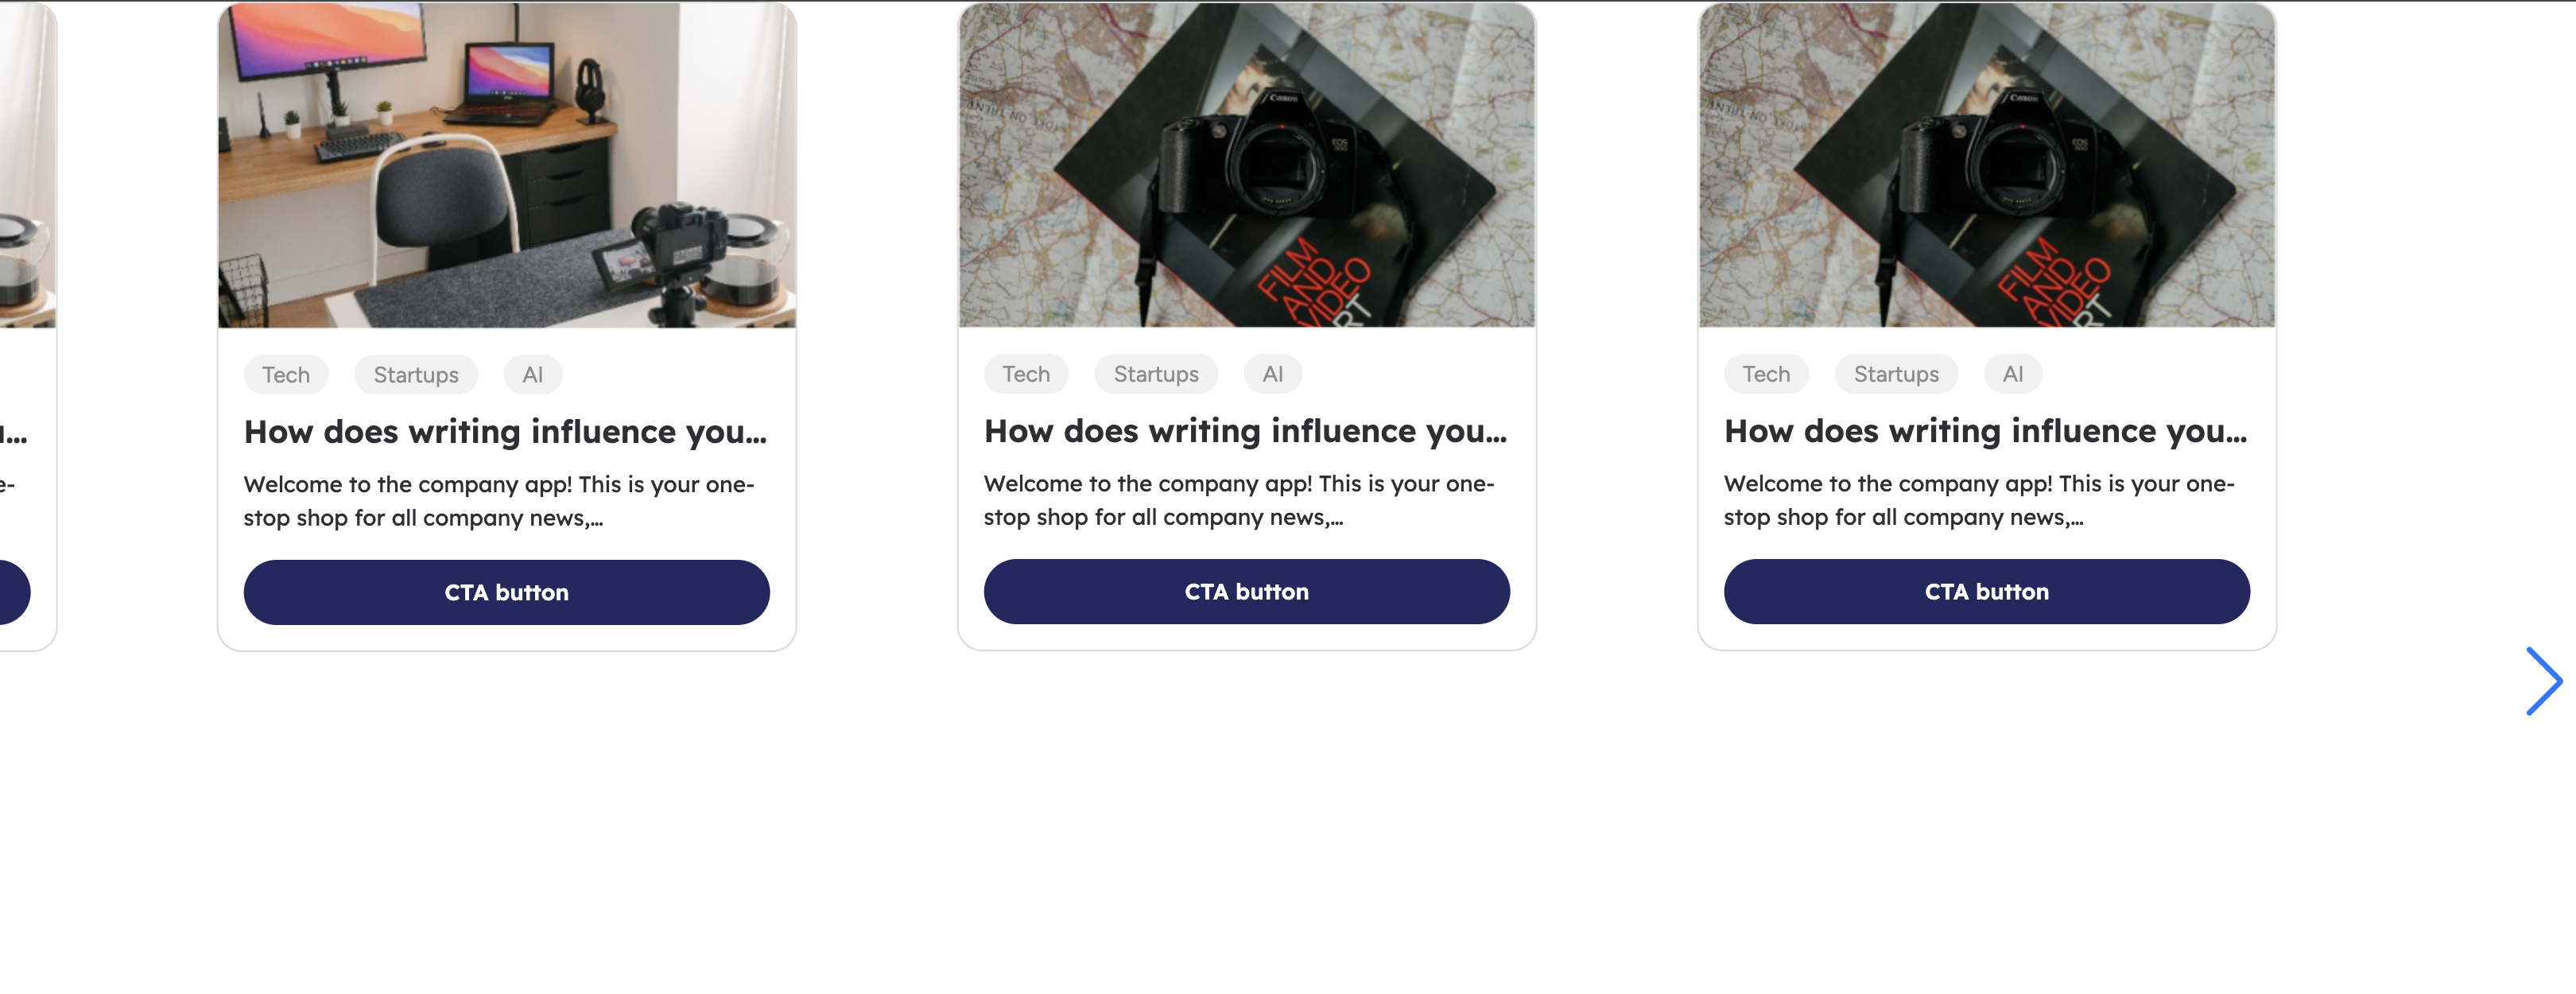 Canon
EOS
FILM
AND
VIDEO
Tech Startups AI
How does writing influence you...
Welcome to the company app! This is your one-
stop shop for all company news,...
CTA button
Canon
EOS
FILM
AND
VIDEO
Tech Startups AI
How does writing influence you...
Welcome to the company app! This is your one-
stop shop for all company news,...
CTA button
Tech Startups AI
How does writing influence you...
Welcome to the company app! This is your one-
stop shop for all company news,...
CTA button